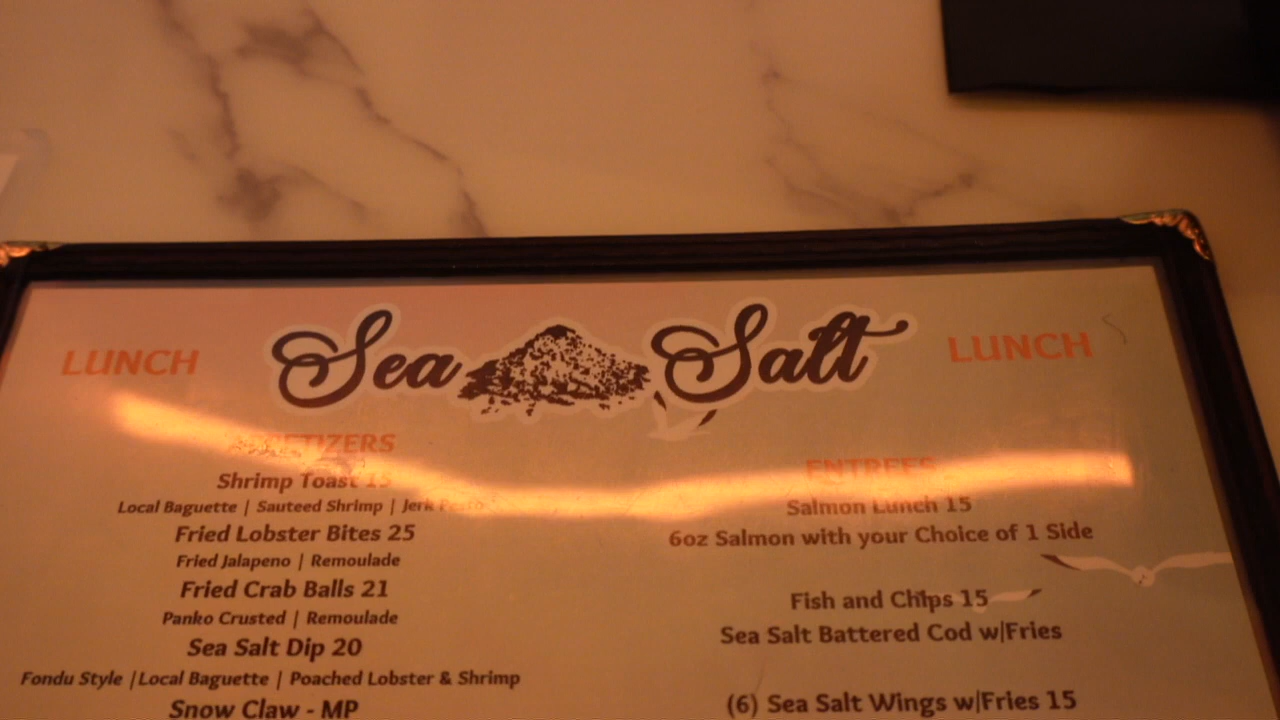 Sea Salt
LUNCH
LUNCH
APPETIZERS
Shrimp Toast 15
Local Baguette | Sauteed Shrimp | Jerk
Fried Lobster Bites 25
Fried Jalapeno | Remoulade
Fried Crab Balls 21
Panko Crusted | Remoulade
Sea Salt Dip 20
Fondu Style |Local Baguette | Poached Lobster & Shrimp
Snow Claw - MP
ENTREES
Salmon Lunch 15
6oz Salmon with your Choice of 1 Side
Fish and Chips 15
Sea Salt Battered Cod w/Fries
(6) Sea Salt Wings w/Fries 15